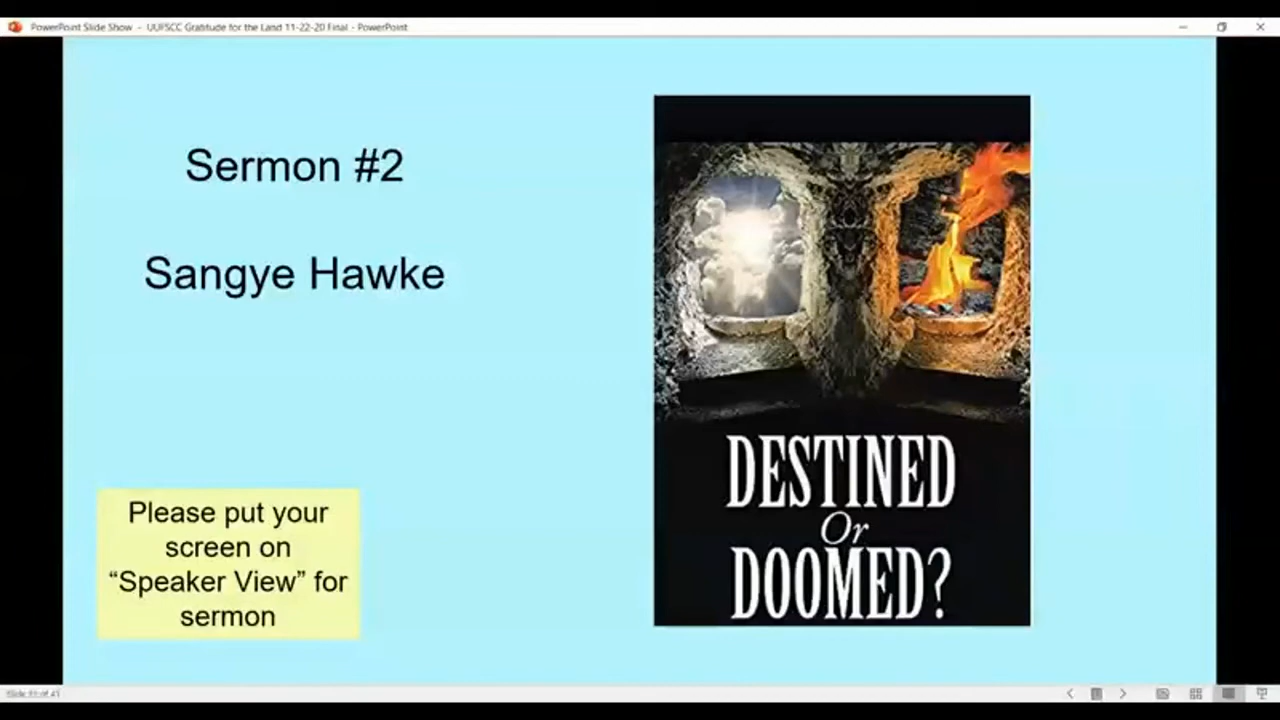 PowerPoint Slide Show - UUFSCC Gratitude for the Land 11-22-20 Final - PowerPoint
Sermon #2
Sangye Hawke
Please put your
screen on
“Speaker View” for
sermon
DESTINED
Or
DOOMED?